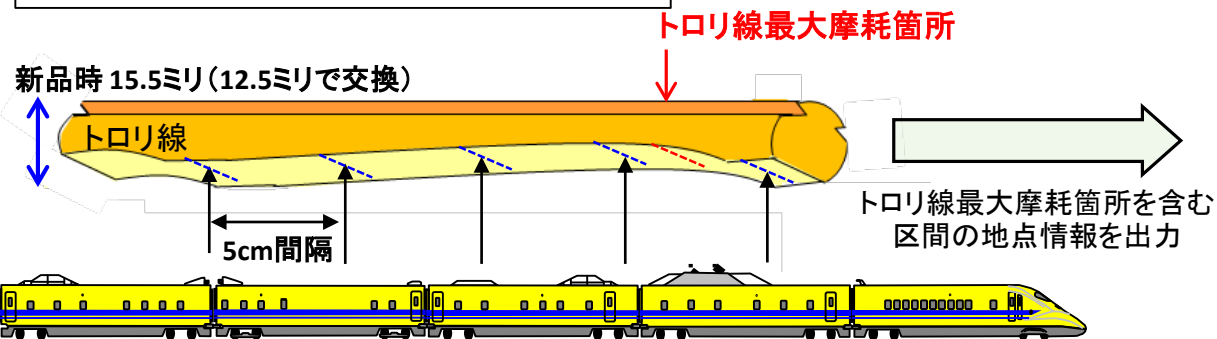 トロリ線最大摩耗箇所
新品時 15.5ミリ(12.5ミリで交換)
トロリ線
5cm間隔
トロリ線最大摩耗箇所を含む
区間の地点情報を出力